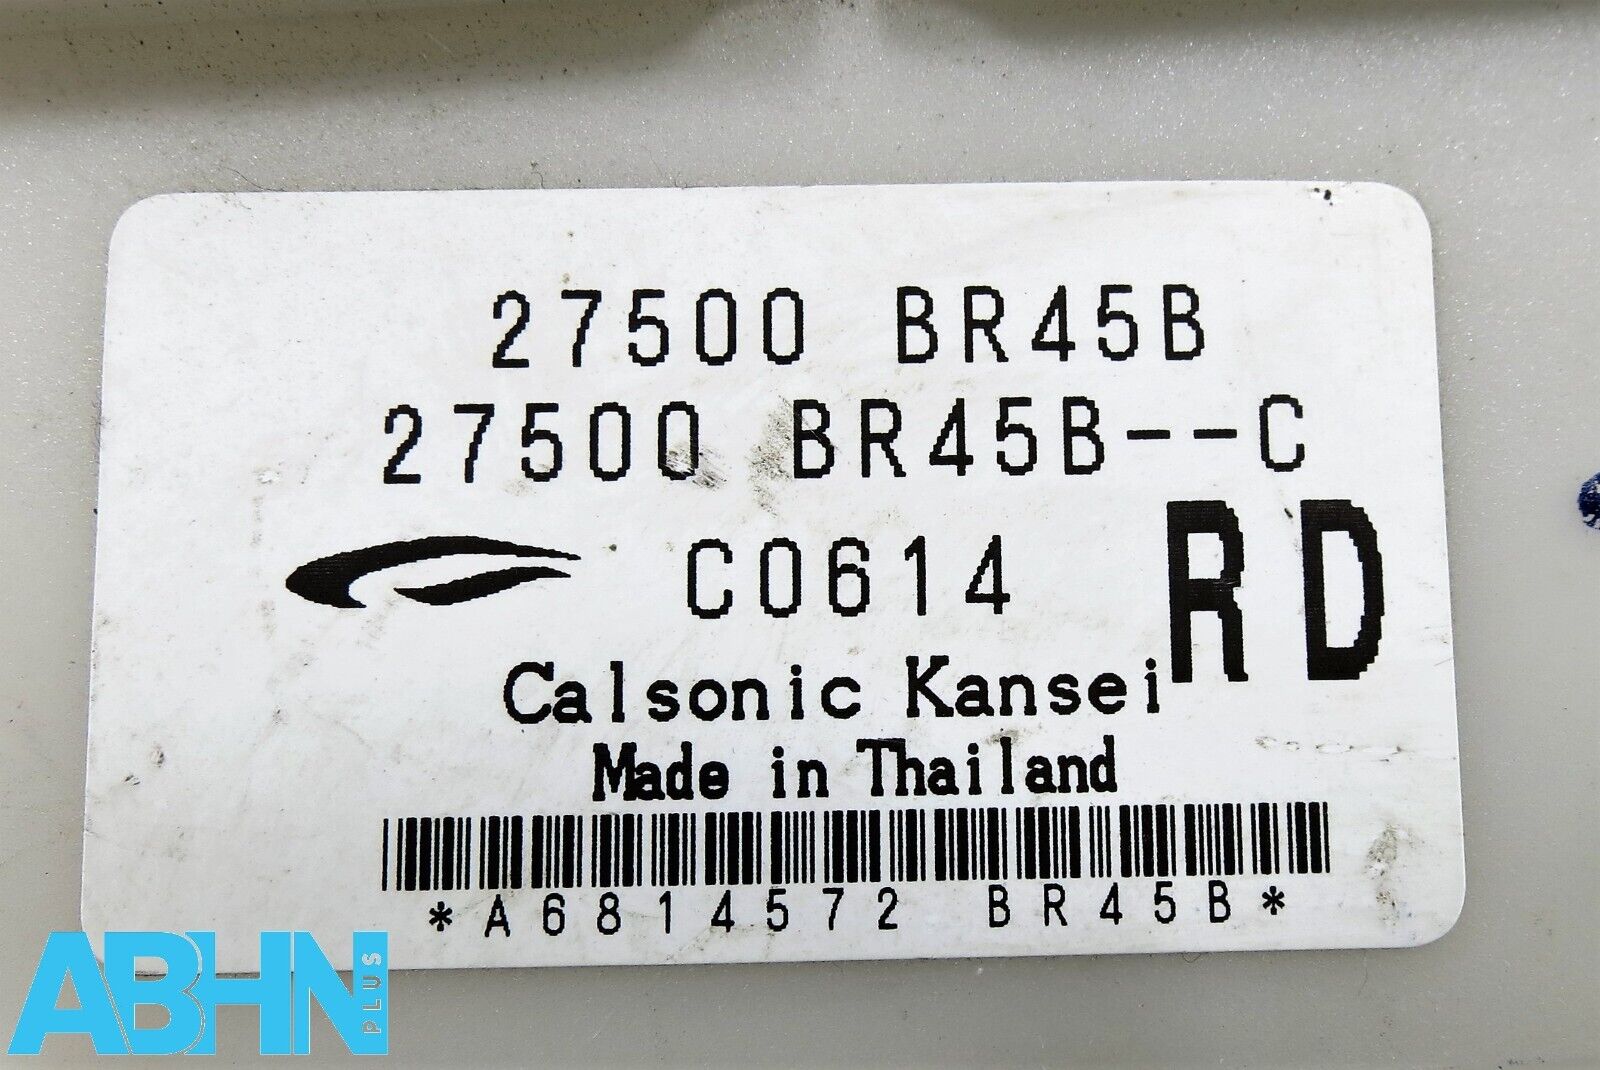 27500 BR45B
27500 BR45B--C
C0614 RD
Calsonic Kansei
Made in Thailand
*A6814572 BR45B*
ABHN PLUS